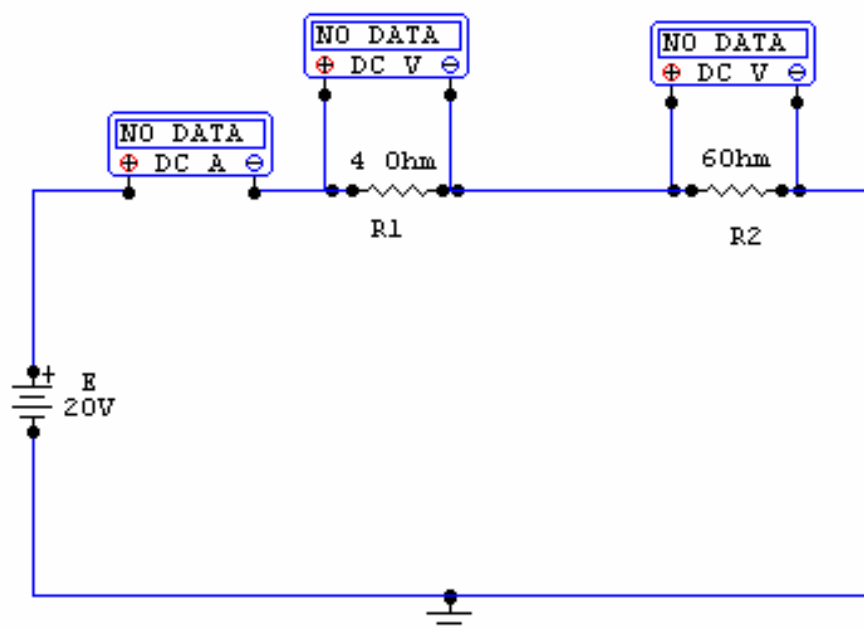 NO DATA
DC V
NO DATA
DC V
NO DATA
DC A
4 Ohm
6Ohm
R1
R2
+
E
20V